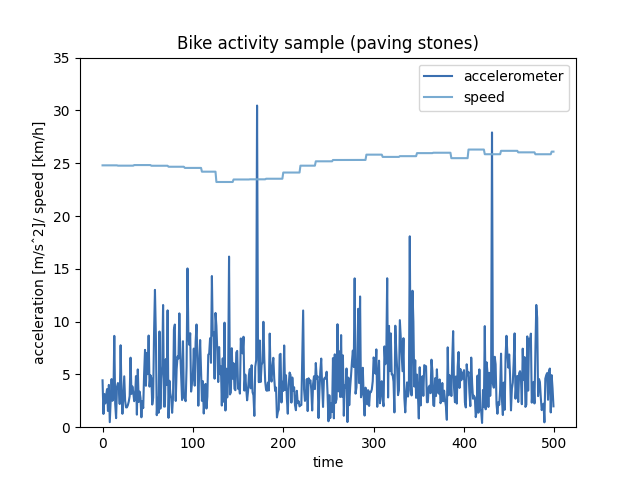 Bike activity sample (paving stones)
accelerometer
speed
35
30
25
20
15
10
5
0
acceleration [m/s^2]/ speed [km/h]
0 100 200 300 400 500
time